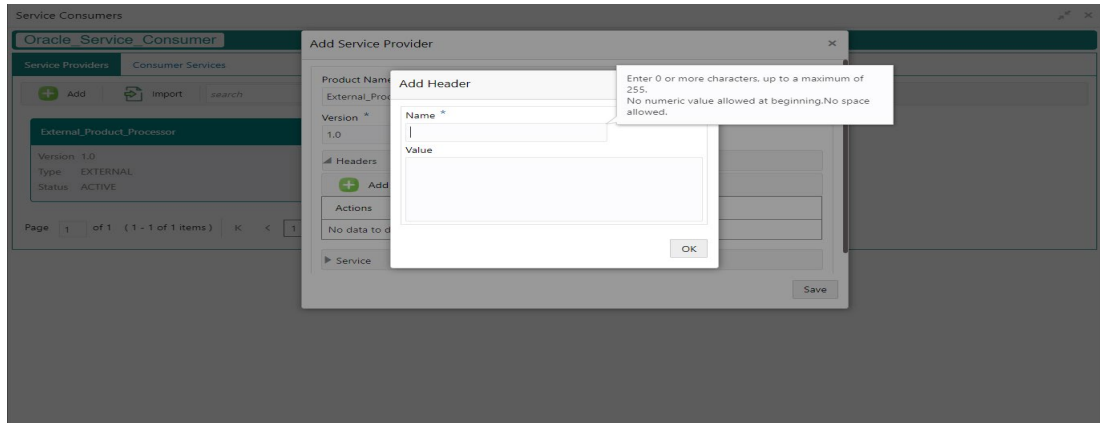 Service Consumers
Oracle_Service_Consumer
Service Providers Consumer Services
Add Import search
External_Product_Processor
Version 1.0
Type EXTERNAL
Status ACTIVE
Page 1 of 1 ( 1 - 1 of 1 items ) K < 1
Add Service Provider
Product Name
External_Proc
Version *
1.0
Headers
Add
Actions
No data to d
Service
Save
Add Header
Name *
Value
OK
Enter 0 or more characters, up to a maximum of
255.
No numeric value allowed at beginning.No space
allowed.